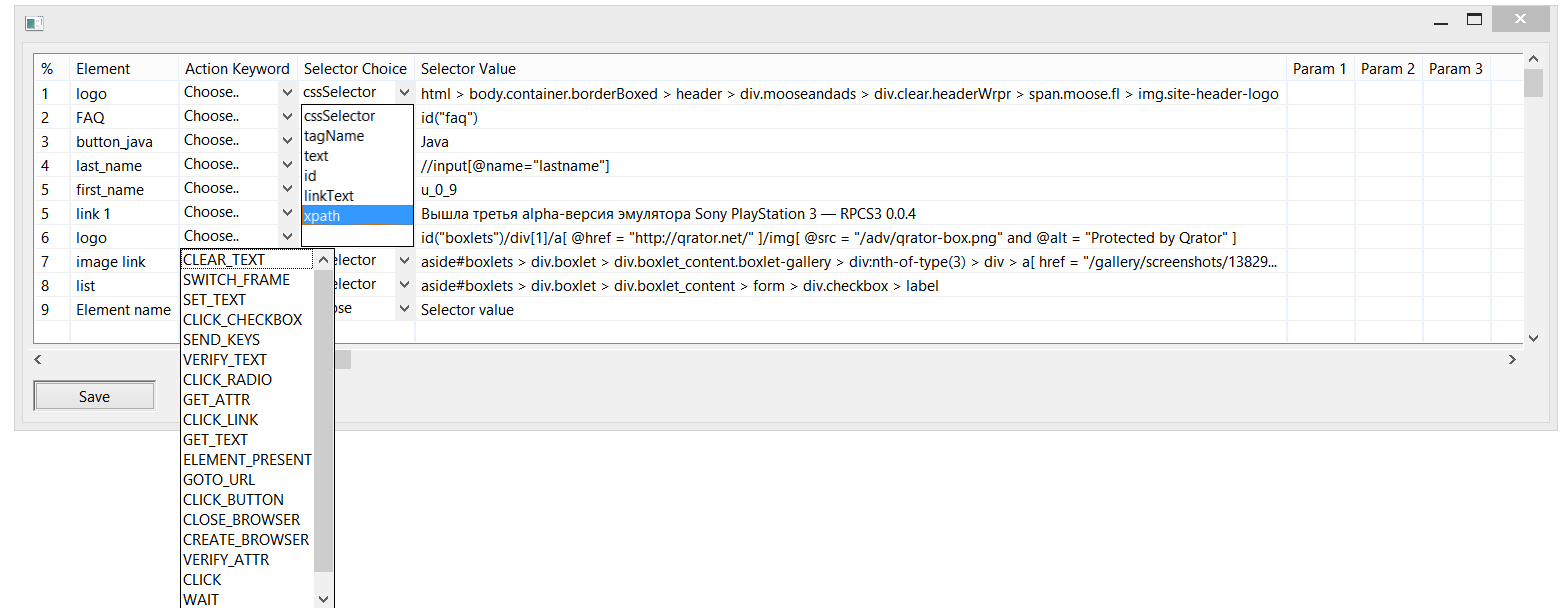 % Element Action Keyword Selector Choice Selector Value Param 1 Param 2 Param 3
1 logo Choose.. cssSelector html > body.container.borderBoxed > header > div.mooseandads > div.clear.headerWrpr > span.moose.fl > img.site-header-logo
2 FAQ Choose.. cssSelector id("faq")
3 button_java Choose.. tagName Java
text
4 last_name Choose.. id //input[@name="lastname"]
5 first_name Choose.. linkText u_0_9
5 link 1 Choose.. xpath Вышла третья alpha-версия эмулятора Sony PlayStation 3 — RPCS3 0.0.4
6 logo Choose.. id("boxlets")/div[1]/a[ @href = "http://qrator.net/" ]/img[ @src = "/adv/qrator-box.png" and @alt = "Protected by Qrator" ]
7 image link CLEAR_TEXT elector aside#boxlets > div.boxlet > div.boxlet_content.boxlet-gallery > div:nth-of-type(3) > div > a[ href = "/gallery/screenshots/13829...
8 list SWITCH_FRAME elector aside#boxlets > div.boxlet > div.boxlet_content > form > div.checkbox > label
SET_TEXT
9 Element name CLICK_CHECKBOX ose Selector value
SEND_KEYS
VERIFY_TEXT
CLICK_RADIO
Save GET_ATTR
CLICK_LINK
GET_TEXT
ELEMENT_PRESENT
GOTO_URL
CLICK_BUTTON
CLOSE_BROWSER
CREATE_BROWSER
VERIFY_ATTR
CLICK
WAIT